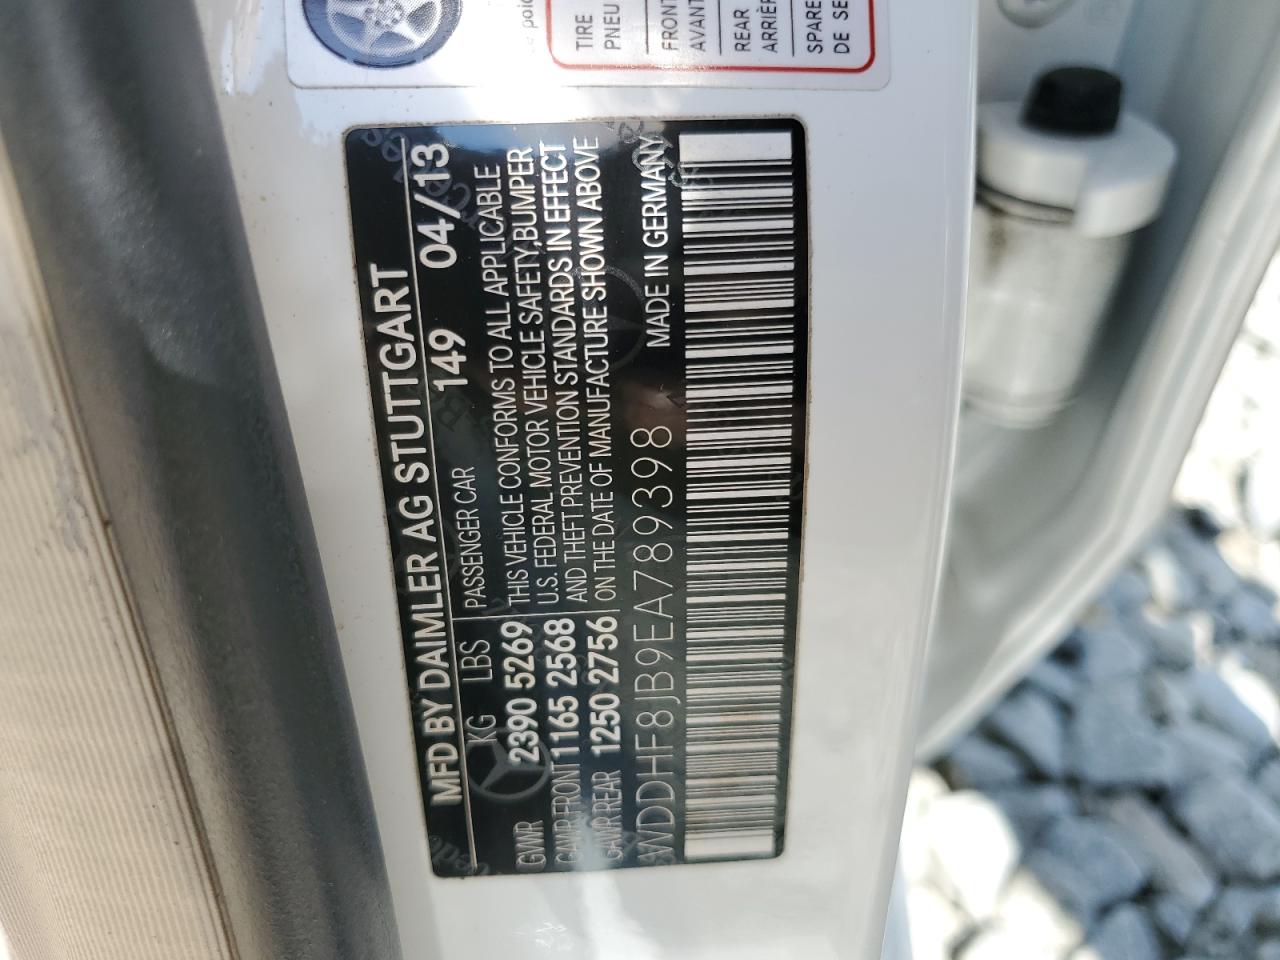 TIRE
PNEU
FRONT
AVANT
REAR
ARRIÈR
SPARE
DE SE
MFD BY DAIMLER AG STUTTGART
149 04/13
KG LBS PASSENGER CAR
GVWR 2390 5269
GAWR FRONT 1165 2568
GAWR REAR 1250 2756
THIS VEHICLE CONFORMS TO ALL APPLICABLE
U.S. FEDERAL MOTOR VEHICLE SAFETY,BUMPER
AND THEFT PREVENTION STANDARDS IN EFFECT
ON THE DATE OF MANUFACTURE SHOWN ABOVE
WDDHF8JB9EA789398
MADE IN GERMANY